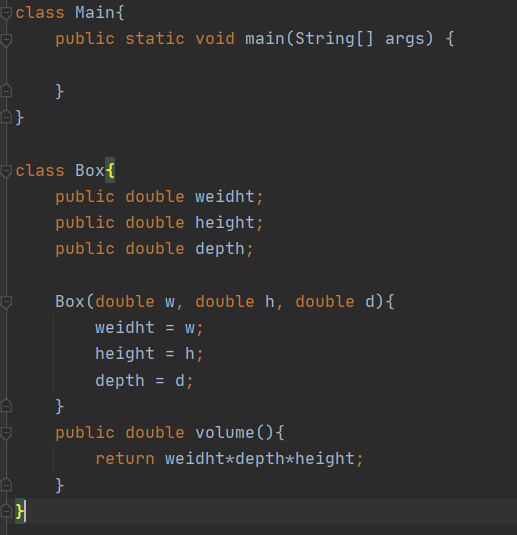 class Main{
    public static void main(String[] args) {

    }
}

class Box{
    public double weidht;
    public double height;
    public double depth;

    Box(double w, double h, double d){
        weidht = w;
        height = h;
        depth = d;
    }
    public double volume(){
        return weidht*depth*height;
    }
}